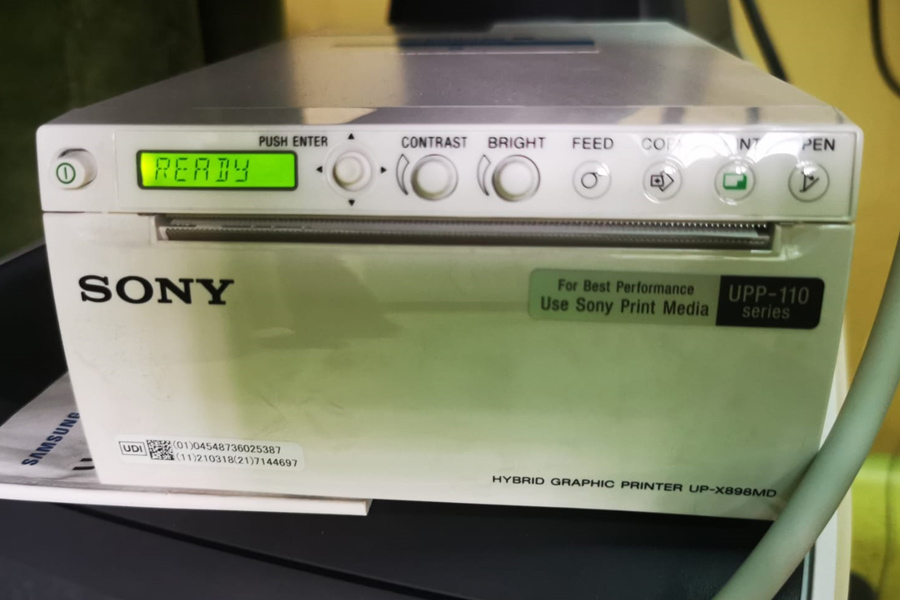 PUSH ENTER
CONTRAST
BRIGHT
FEED
READY
SONY
For Best Performance
Use Sony Print Media
UPP-110
series
SAMSUNG
UDI
(01)04548736025387
(11)210318(21)7144697
HYBRID GRAPHIC PRINTER UP-X898MD